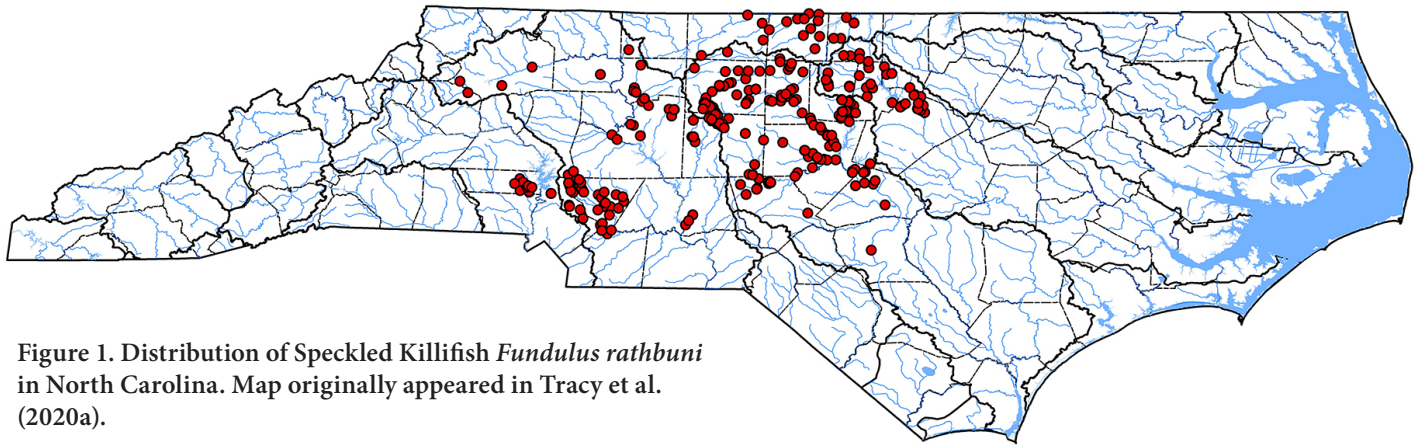 Figure 1. Distribution of Speckled Killifish Fundulus rathbuni
in North Carolina. Map originally appeared in Tracy et al.
(2020a).